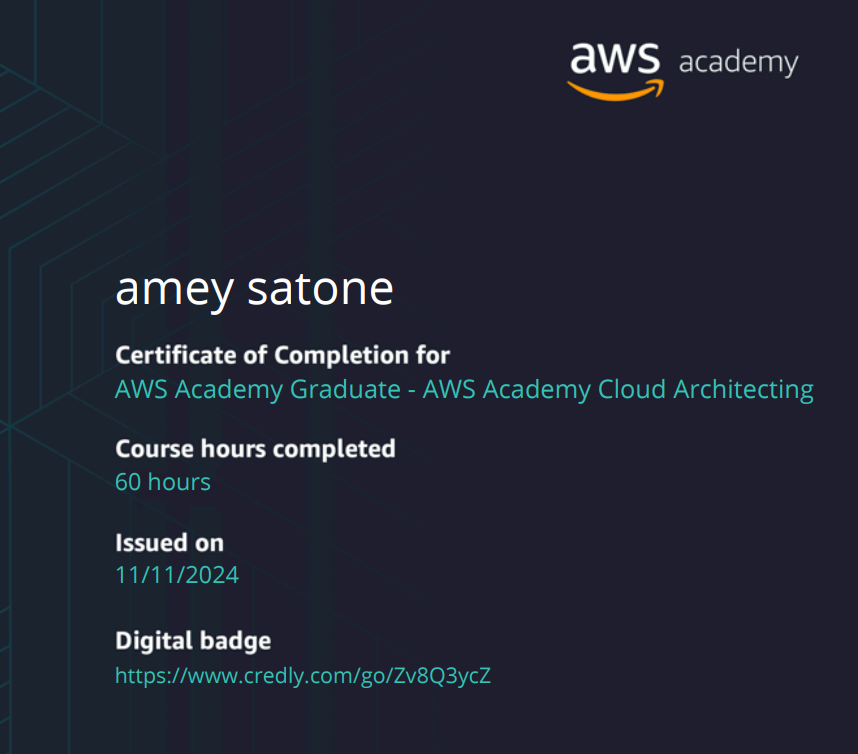 aws academy
amey satone
Certificate of Completion for
AWS Academy Graduate - AWS Academy Cloud Architecting
Course hours completed
60 hours
Issued on
11/11/2024
Digital badge
https://www.credly.com/go/Zv8Q3ycZ